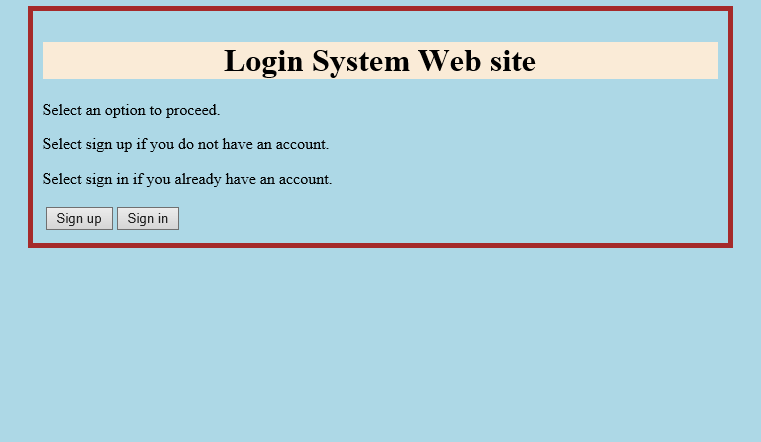 Login System Web site
Select an option to proceed.
Select sign up if you do not have an account.
Select sign in if you already have an account.
Sign up Sign in